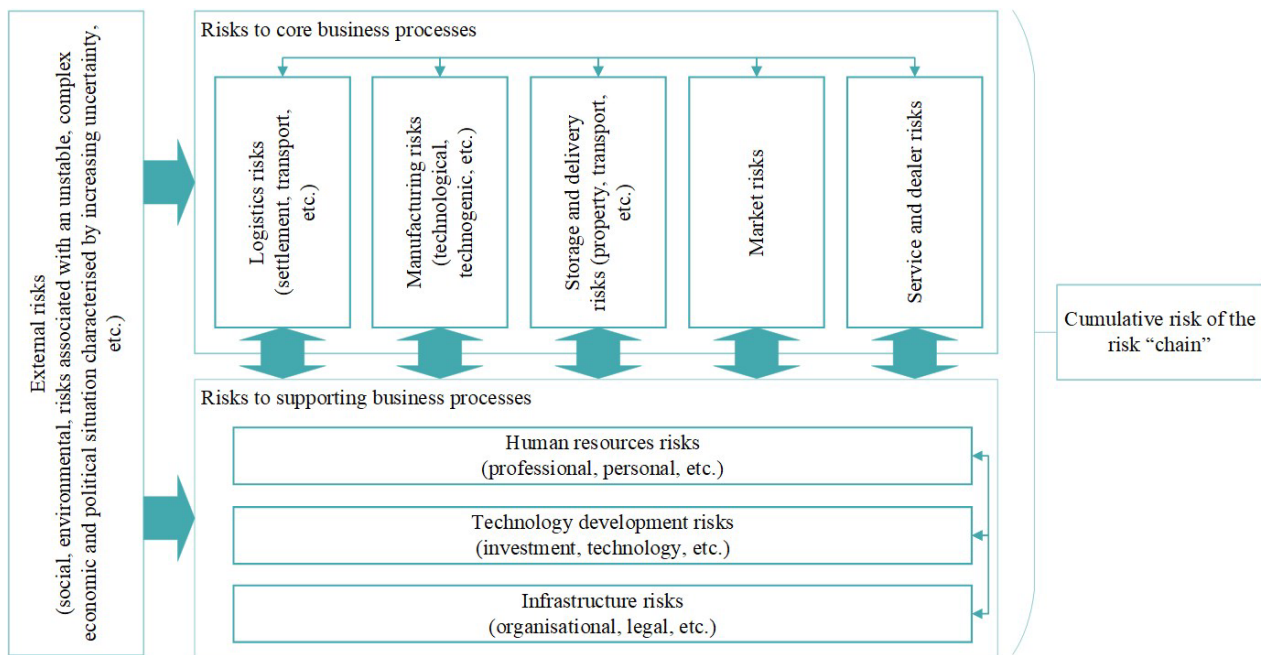 External risks
(social, environmental, risks associated with an unstable, complex
economic and political situation characterised by increasing uncertainty,
etc.)
Risks to core business processes
Logistics risks
(settlement, transport,
etc.)
Manufacturing risks
(technological,
technogenic, etc.)
Storage and delivery
risks (property, transport,
etc.)
Market risks
Service and dealer risks
Risks to supporting business processes
Human resources risks
(professional, personal, etc.)
Technology development risks
(investment, technology, etc.)
Infrastructure risks
(organisational, legal, etc.)
Cumulative risk of the
risk “chain”